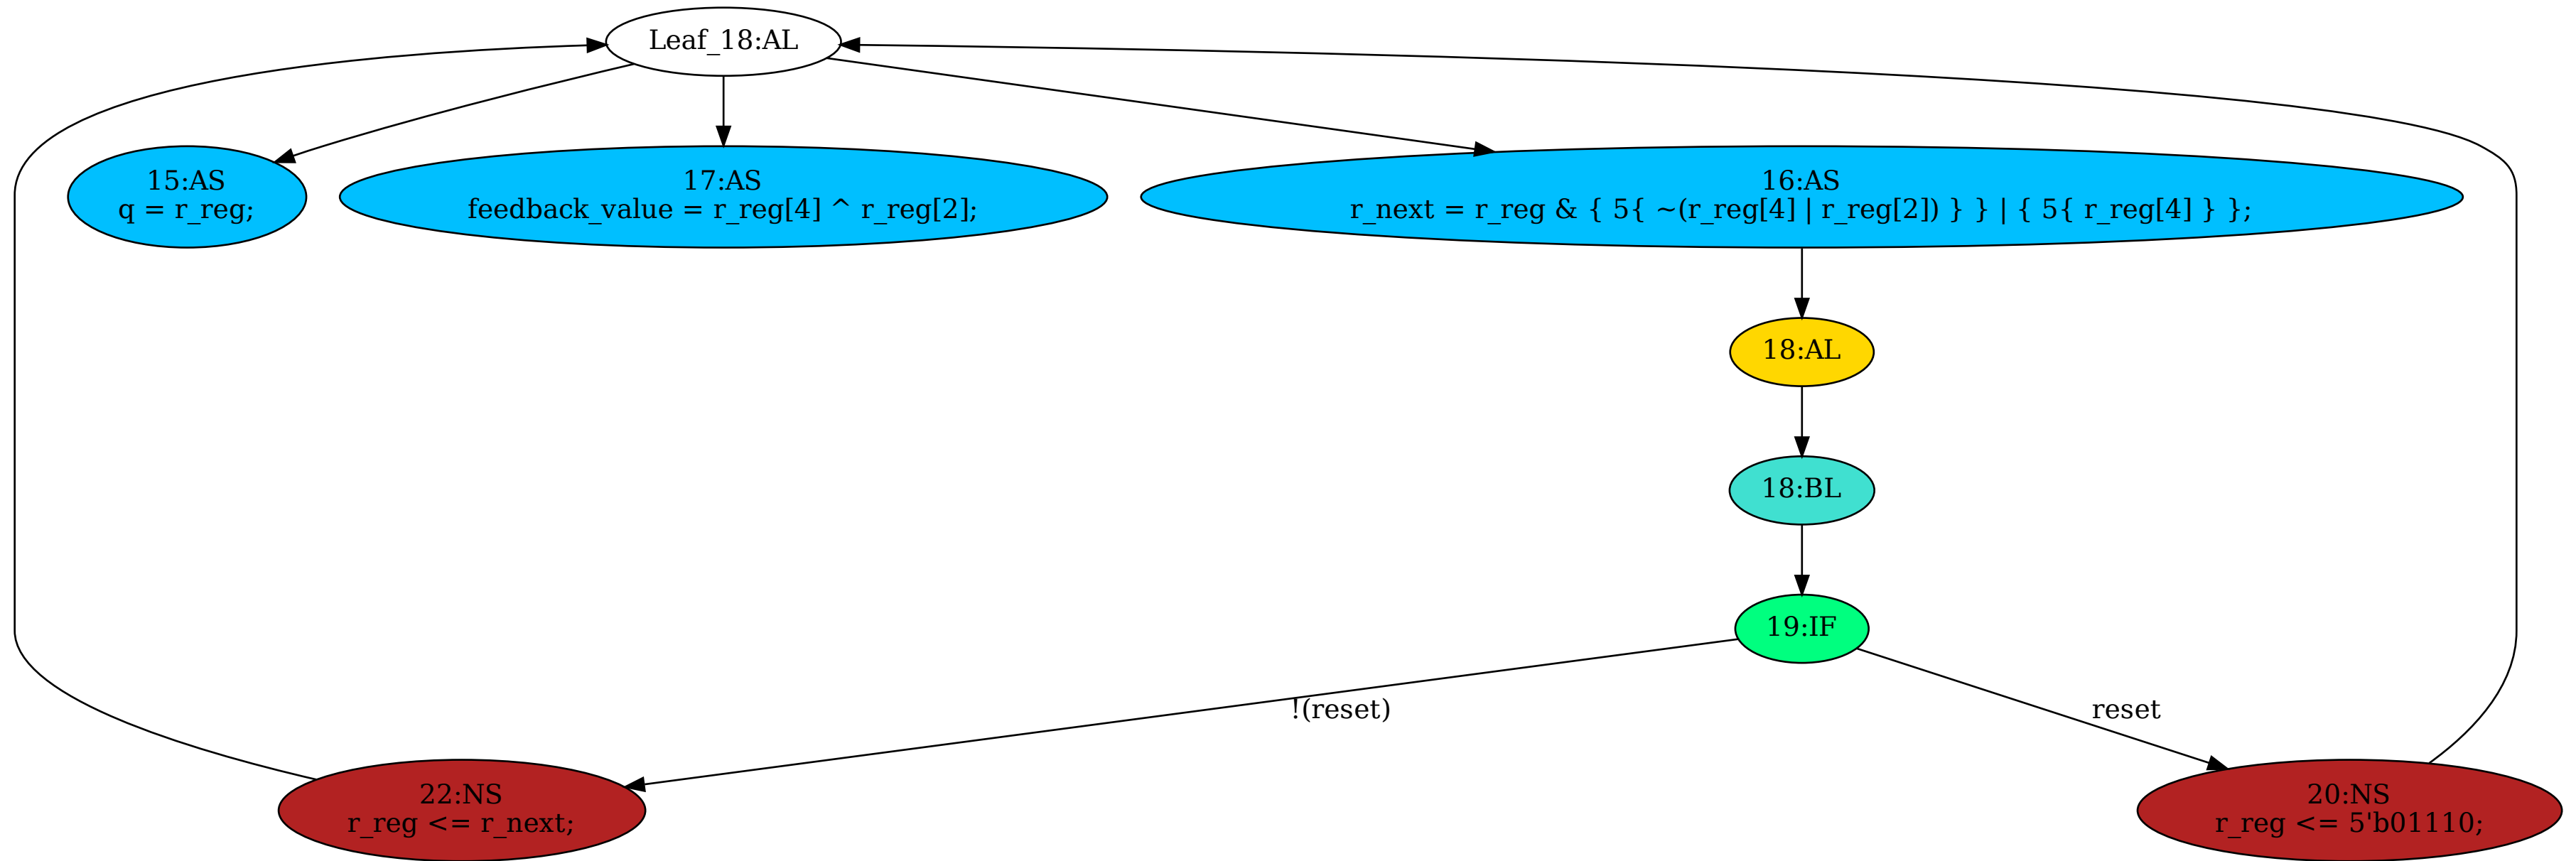 Leaf_18:AL
15:AS
q = r_reg;
17:AS
feedback_value = r_reg[4] ^ r_reg[2];
16:AS
r_next = r_reg & { 5{ ~(r_reg[4] | r_reg[2]) } } | { 5{ r_reg[4] } };
18:AL
18:BL
19:IF
!(reset)
reset
22:NS
r_reg <= r_next;
20:NS
r_reg <= 5'b01110;